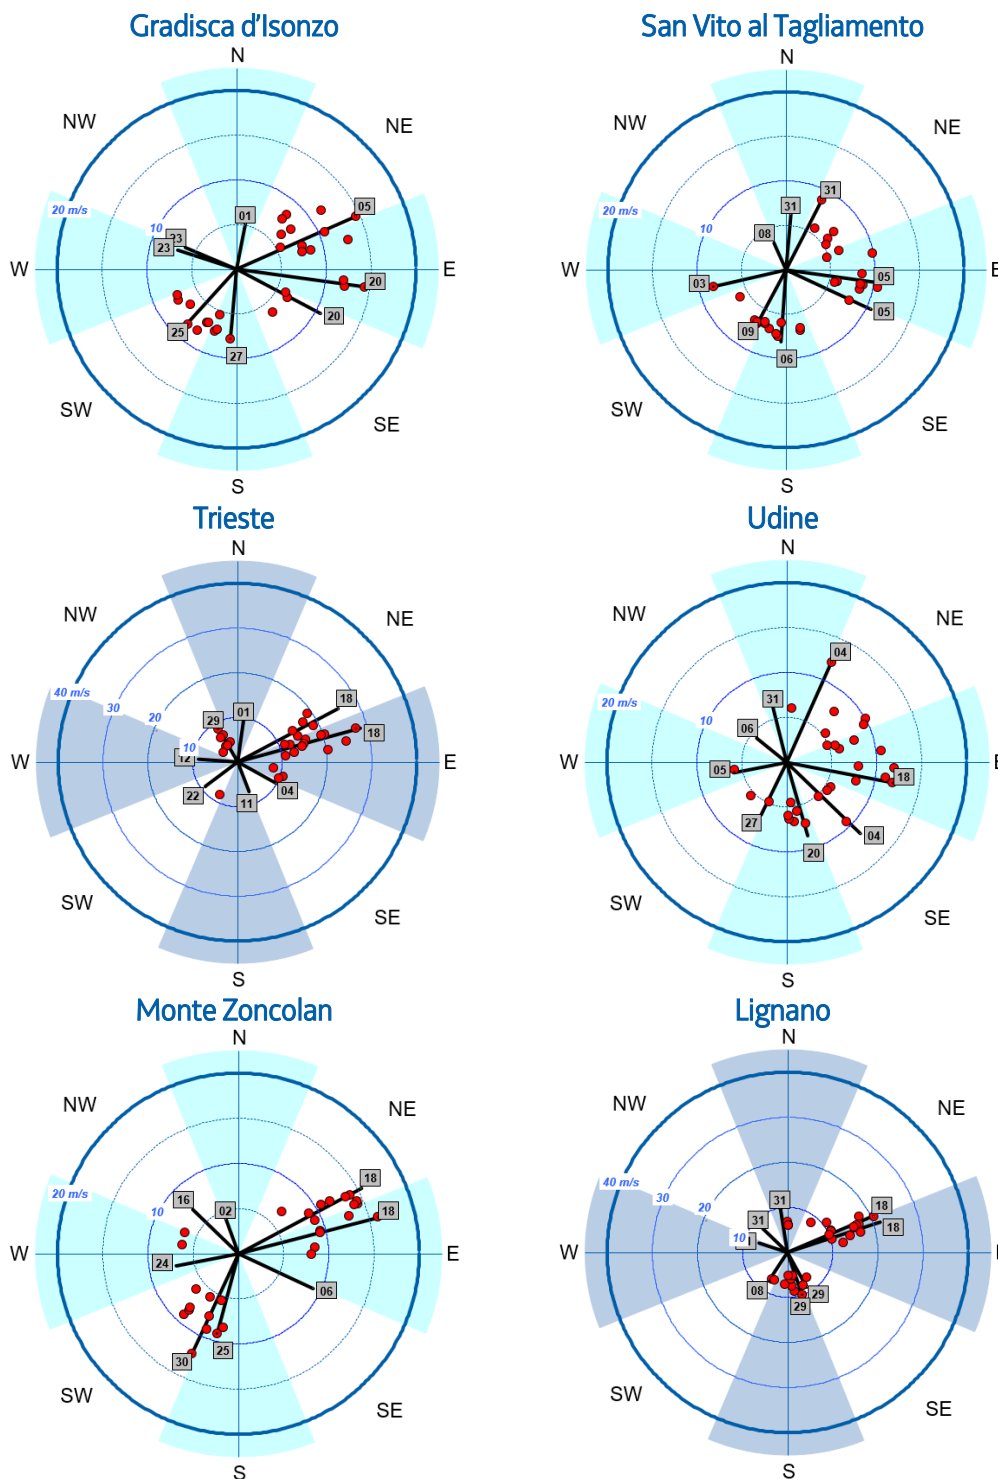 Gradisca d'Isonzo
N
NW
NE
20 m/s
10
01
05
23
23
W
E
20
20
25
27
SW
SE
S
San Vito al Tagliamento
N
NW
NE
20 m/s
10
31
31
08
W
03
05
E
05
09
06
SW
SE
S
Trieste
N
NW
NE
40 m/s
30
20
10
29
01
18
18
W
12
E
22
11
04
SW
SE
S
Udine
N
NW
NE
20 m/s
10
04
31
06
W
05
18
E
27
20
04
SW
SE
S
Monte Zoncolan
N
NW
NE
20 m/s
10
16
02
18
18
W
24
E
06
30
25
SW
SE
S
Lignano
N
NW
NE
40 m/s
30
20
10
31
31
18
18
W
E
08
29
29
SW
SE
S